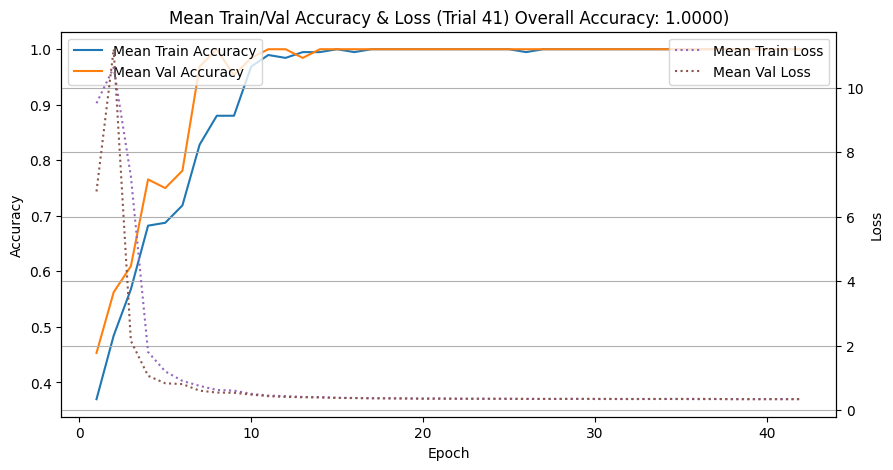 Mean Train/Val Accuracy & Loss (Trial 41) Overall Accuracy: 1.0000)
Mean Train Accuracy
Mean Val Accuracy
Mean Train Loss
Mean Val Loss
1.0
0.9
0.8
0.7
0.6
0.5
0.4
Accuracy
10
8
6
4
2
0
Loss
0 10 20 30 40
Epoch